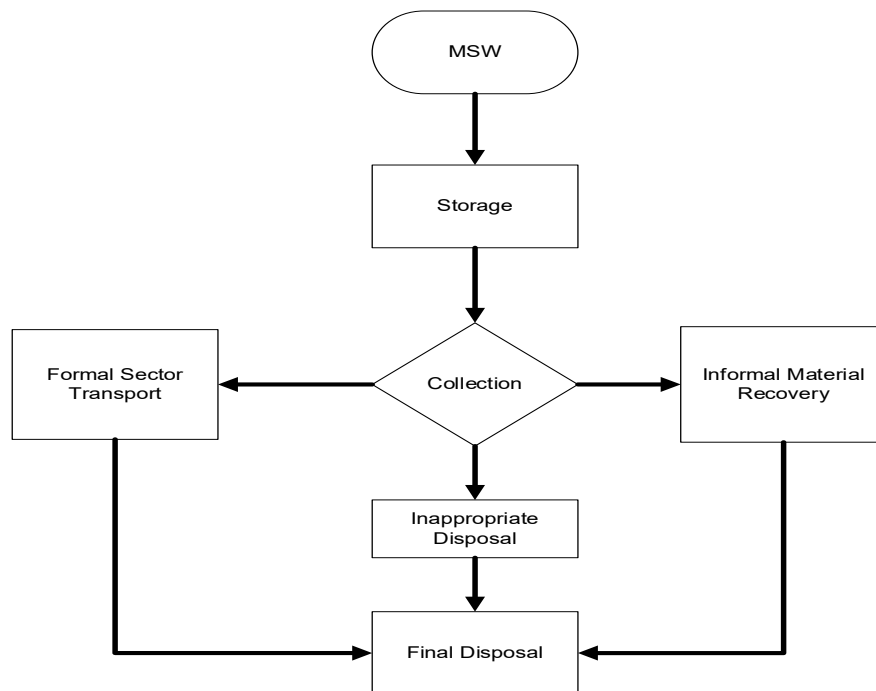 MSW
Storage
Formal Sector
Transport
Collection
Informal Material
Recovery
Inappropriate
Disposal
Final Disposal